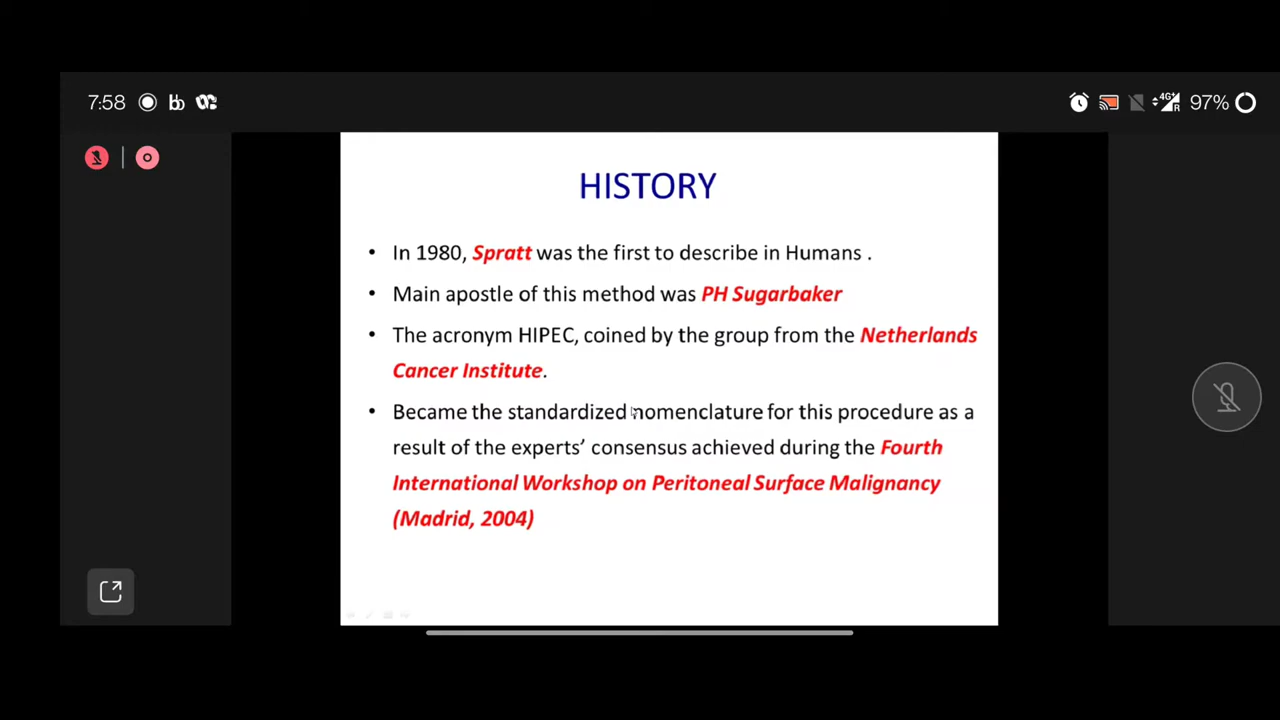 7:58
4G+
R
97%
HISTORY
• In 1980, Spratt was the first to describe in Humans .
• Main apostle of this method was PH Sugarbaker
• The acronym HIPEC, coined by the group from the Netherlands
Cancer Institute.
• Became the standardized nomenclature for this procedure as a
result of the experts’ consensus achieved during the Fourth
International Workshop on Peritoneal Surface Malignancy
(Madrid, 2004)